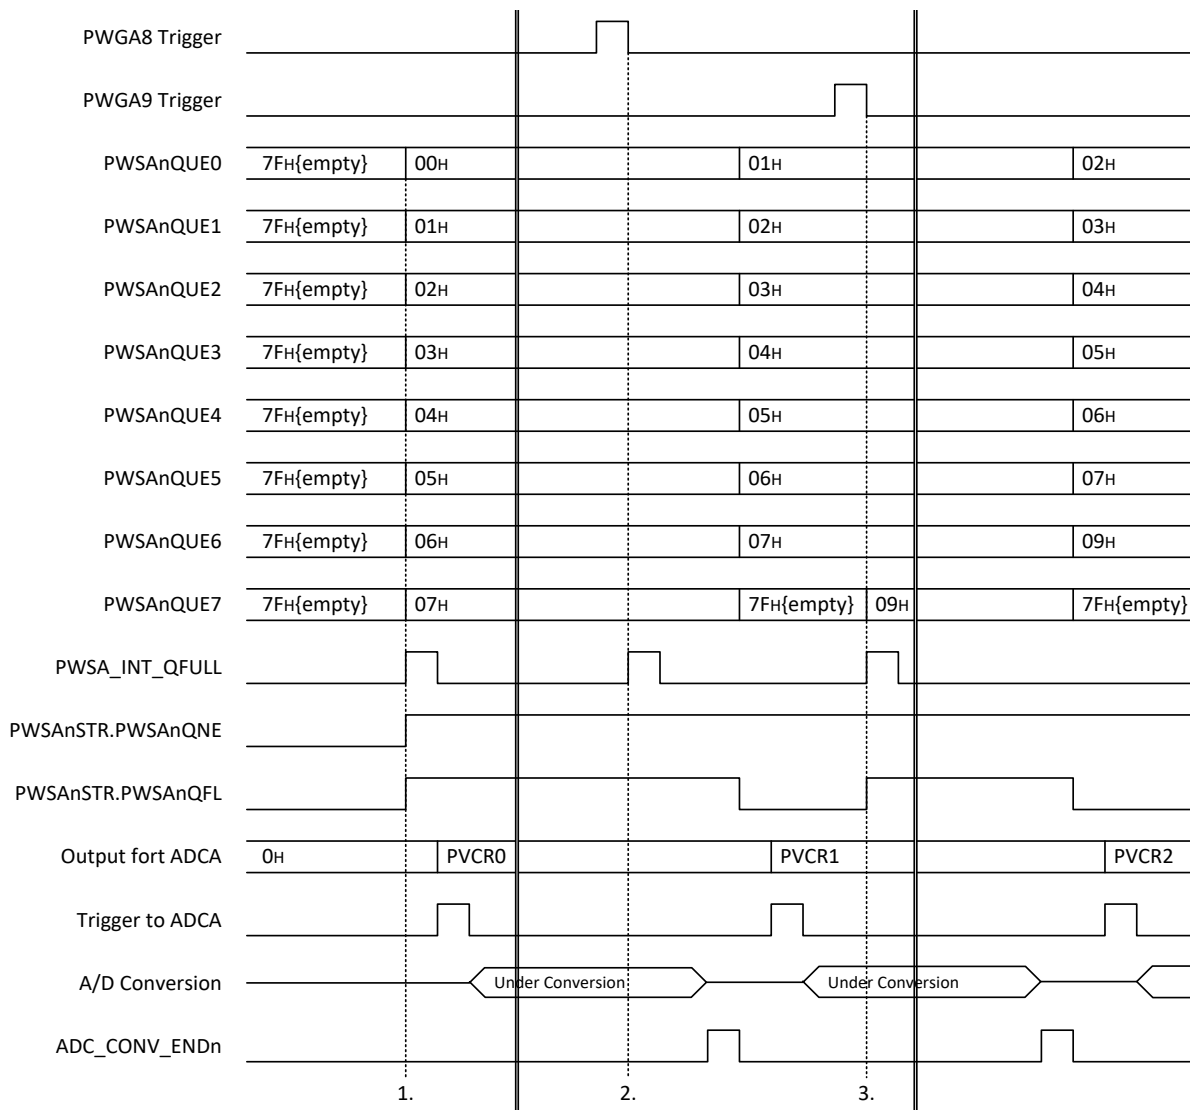 PWGA8 Trigger
PWGA9 Trigger
PWSAnQUE0 7FH{empty} 00H 01H 02H
PWSAnQUE1 7FH{empty} 01H 02H 03H
PWSAnQUE2 7FH{empty} 02H 03H 04H
PWSAnQUE3 7FH{empty} 03H 04H 05H
PWSAnQUE4 7FH{empty} 04H 05H 06H
PWSAnQUE5 7FH{empty} 05H 06H 07H
PWSAnQUE6 7FH{empty} 06H 07H 09H
PWSAnQUE7 7FH{empty} 07H 7FH{empty} 09H 7FH{empty}
PWSA_INT_QFULL
PWSAnSTR.PWSAnQNE
PWSAnSTR.PWSAnQFL
Output fort ADCA 0H PVCR0 PVCR1 PVCR2
Trigger to ADCA
A/D Conversion Under Conversion Under Conversion
ADC_CONV_ENDn
1. 2. 3.